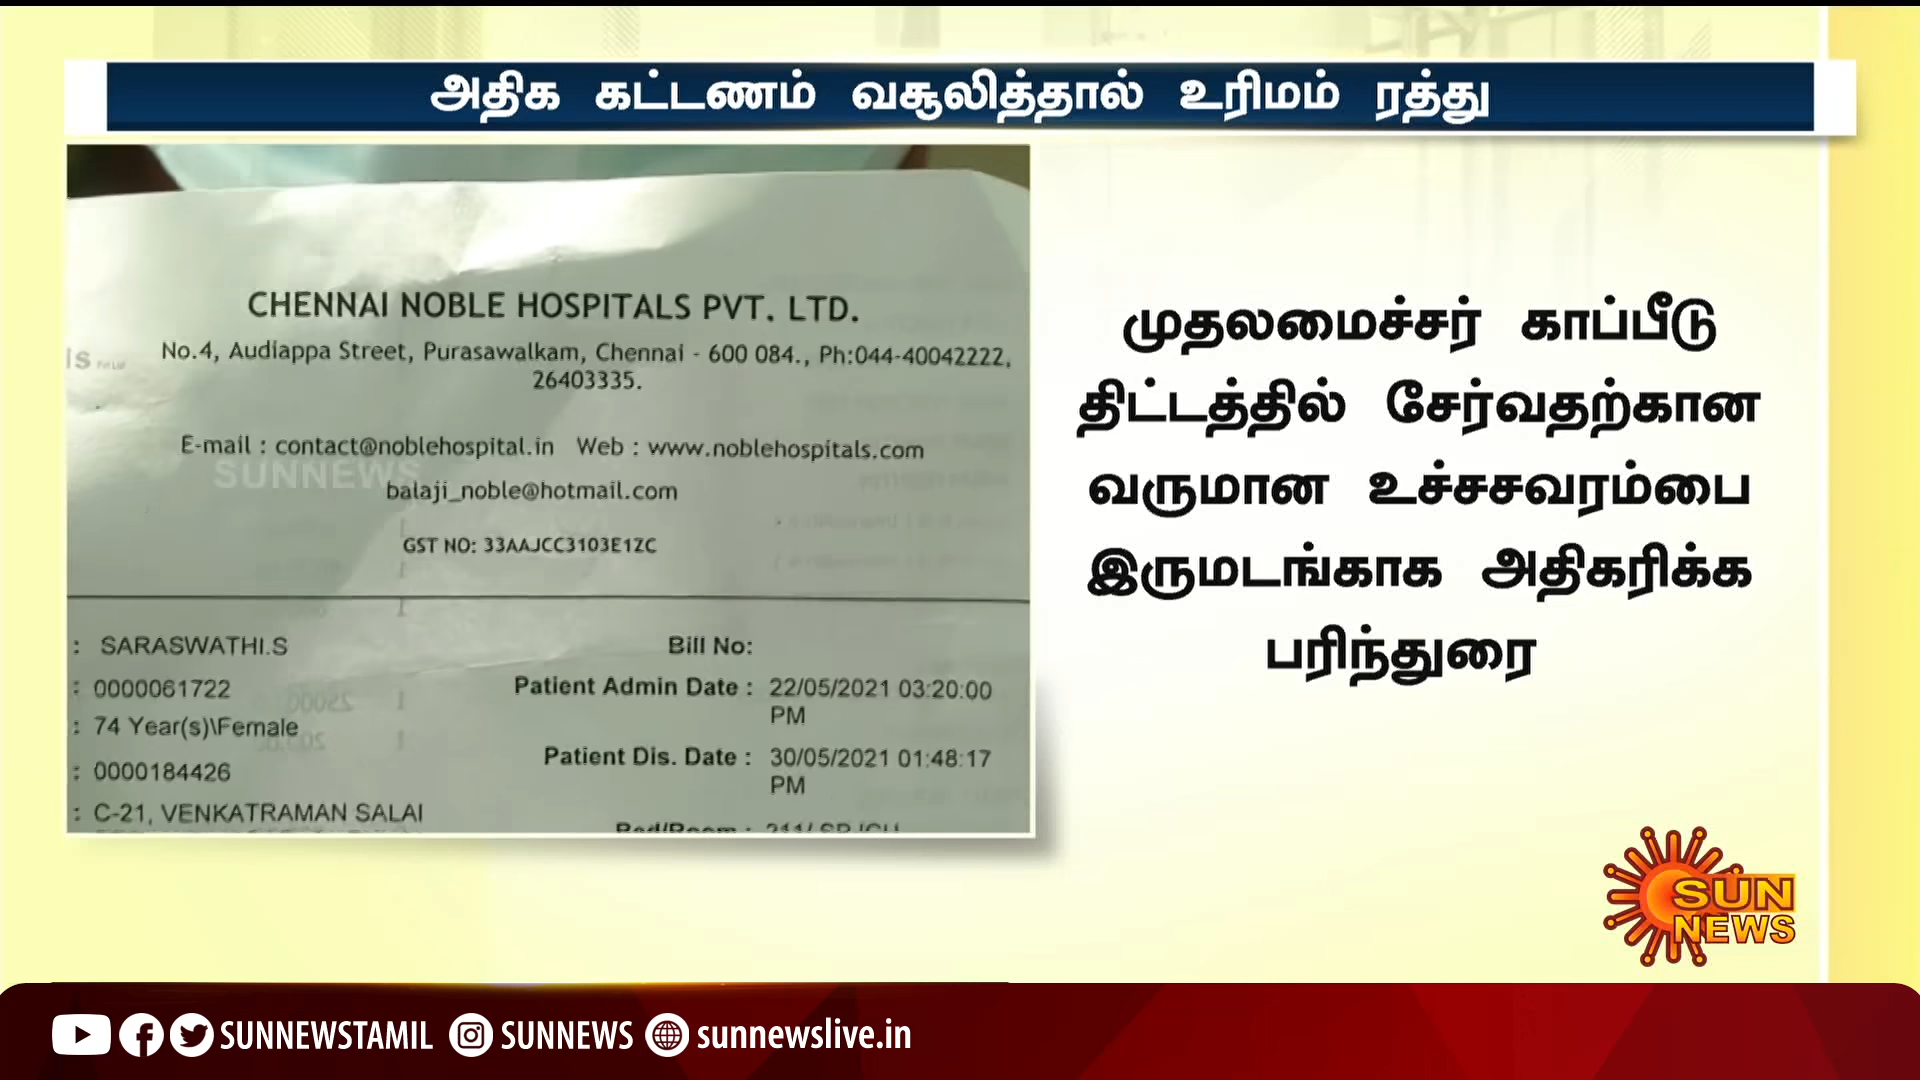 அதிக கட்டணம் வசூலித்தால் உரிமம் ரத்து
CHENNAI NOBLE HOSPITALS PVT. LTD.
No.4, Audiappa Street, Purasawalkam, Chennai - 600 084., Ph:044-40042222,
26403335.
E-mail : contact@noblehospital.in Web : www.noblehospitals.com
SUNNEWS
balaji_noble@hotmail.com
GST NO: 33AAJCC3103E1ZC
: SARASWATHI.S Bill No:
: 0000061722 Patient Admin Date : 22/05/2021 03:20:00
PM
: 74 Year(s)\Female
Patient Dis. Date : 30/05/2021 01:48:17
PM
: 0000184426
: C-21, VENKATRAMAN SALAI
முதலமைச்சர் காப்பீடு
திட்டத்தில் சேர்வதற்கான
வருமான உச்சசவரம்பை
இருமடங்காக அதிகரிக்க
பரிந்துரை
SUN
NEWS
SUNNEWSTAMIL SUNNEWS sunnewslive.in